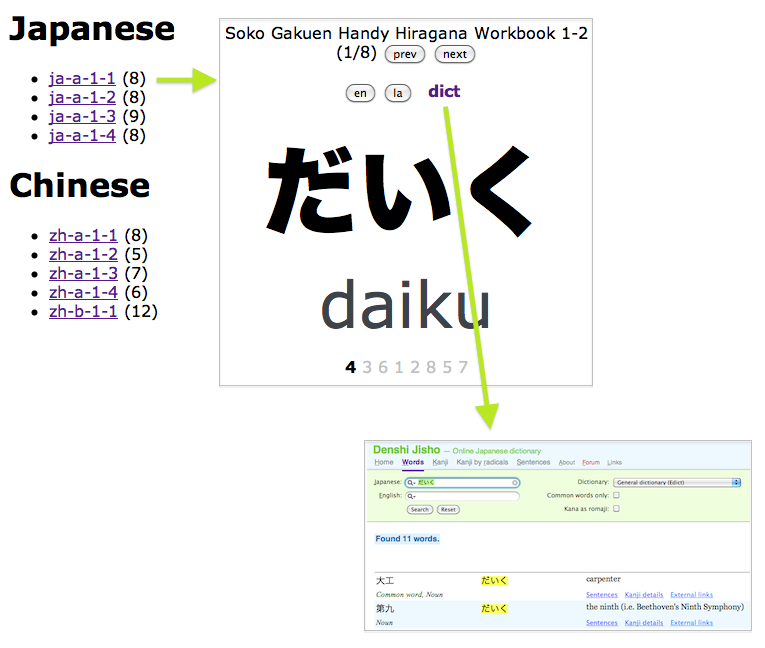 Japanese
ja-a-1-1 (8)
ja-a-1-2 (8)
ja-a-1-3 (9)
ja-a-1-4 (8)
Chinese
zh-a-1-1 (8)
zh-a-1-2 (5)
zh-a-1-3 (7)
zh-a-1-4 (6)
zh-b-1-1 (12)
Soko Gakuen Handy Hiragana Workbook 1-2
(1/8) prev next
en la dict
だいく
daiku
4 3 6 1 2 8 5 7
Denshi Jisho — Online Japanese dictionary
Home Words Kanji Kanji by radicals Sentences About Forum Links
Japanese: だいく Dictionary: General dictionary (Edict)
English: Common words only:
Search Reset Kana as romaji:
Found 11 words.
大工 だいく carpenter
Common word, Noun Sentences Kanji details External links
第九 だいく the ninth (i.e. Beethoven's Ninth Symphony)
Noun Sentences Kanji details External links